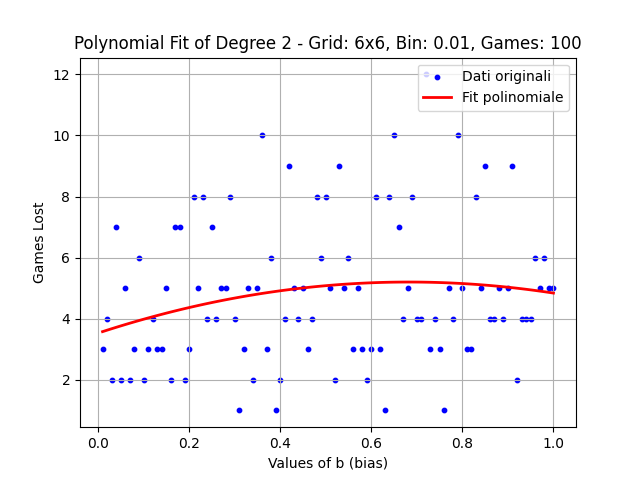 Polynomial Fit of Degree 2 - Grid: 6x6, Bin: 0.01, Games: 100
Dati originali
Fit polinomiale
12
10
8
6
4
2
Games Lost
0.0 0.2 0.4 0.6 0.8 1.0
Values of b (bias)